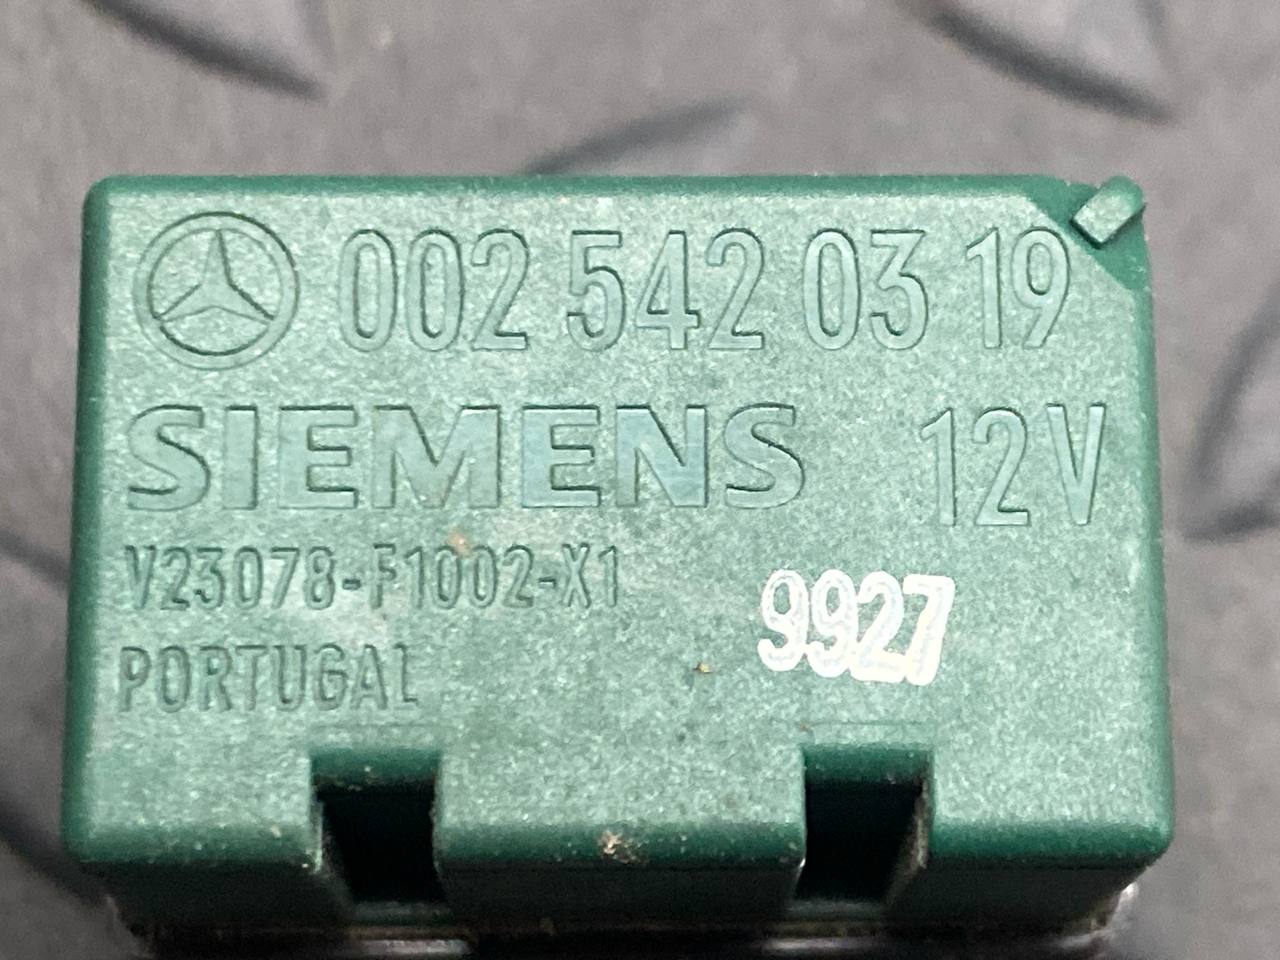 002 542 03 19
SIEMENS 12V
V23078-F1002-X1
9927
PORTUGAL